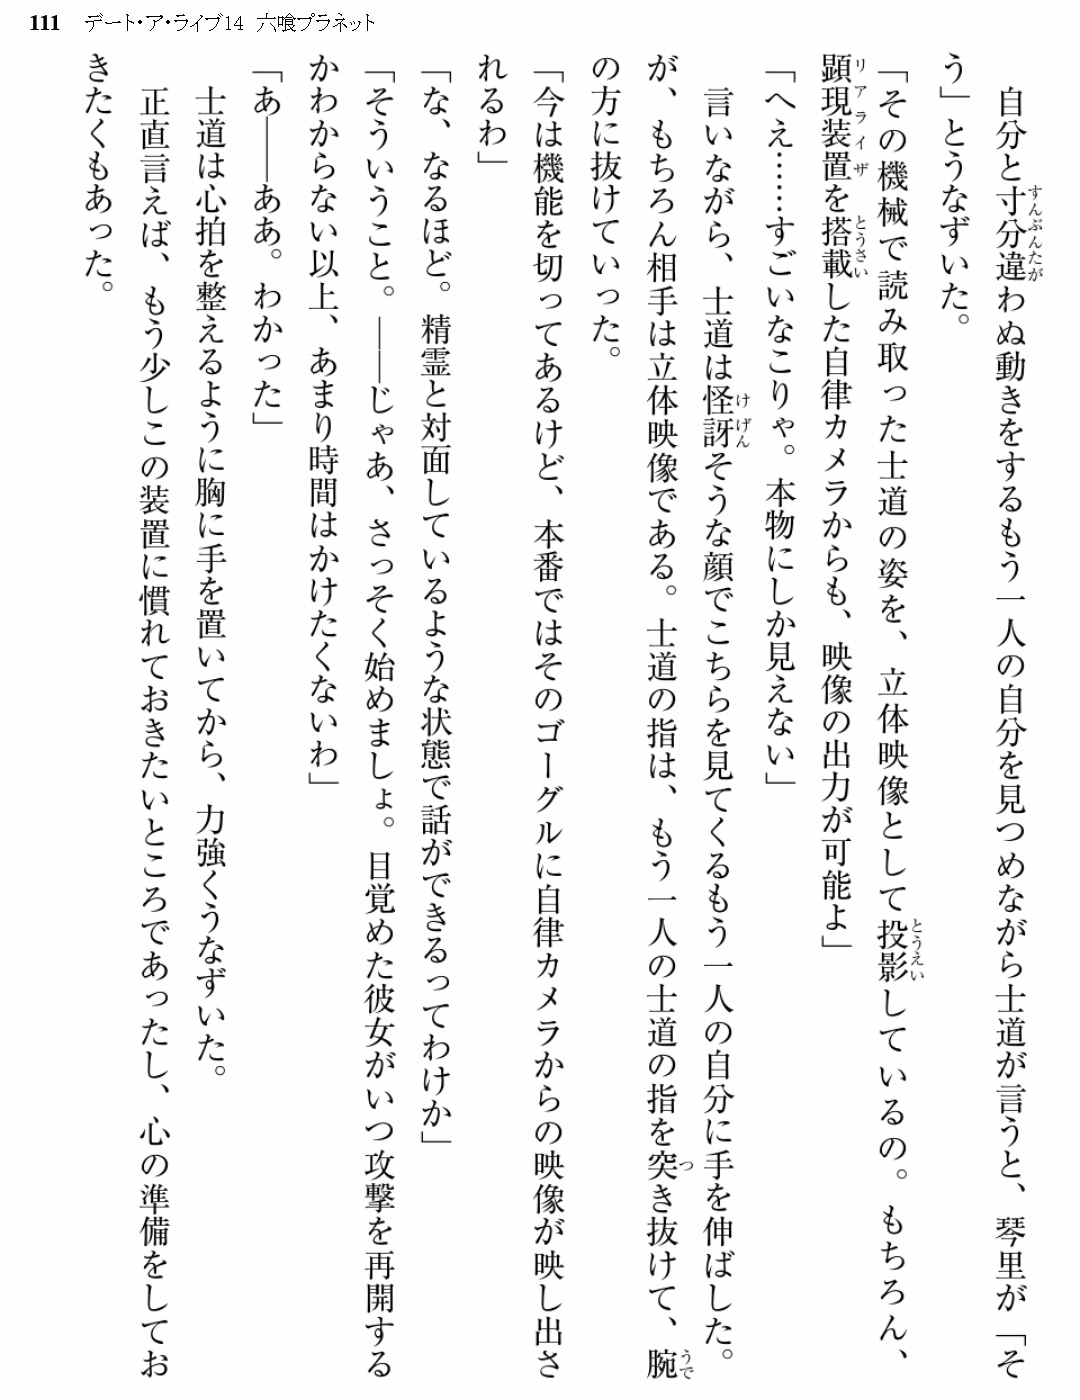 111 デート・ア・ライブ14 六喰プラネット
自分と寸分違わぬ動きをするもう一人の自分を見つめながら士道が言うと、琴里が「そ
う」とうなずいた。
「その機械で読み取った士道の姿を、立体映像として投影しているの。もちろん、
顕現装置を搭載した自律カメラからも、映像の出力が可能よ」
「へえ……すごいなこりゃ。本物にしか見えない」
言いながら、士道は怪訝そうな顔でこちらを見てくるもう一人の自分に手を伸ばした。
が、もちろん相手は立体映像である。士道の指は、もう一人の士道の指を突き抜けて、腕
の方に抜けていった。
「今は機能を切ってあるけど、本番ではそのゴーグルに自律カメラからの映像が映し出さ
れるわ」
「な、なるほど。精霊と対面しているような状態で話ができるってわけか」
「そういうこと。――じゃあ、さっそく始めましょ。目覚めた彼女がいつ攻撃を再開する
かわからない以上、あまり時間はかけたくないわ」
「あ――ああ。わかった」
士道は心拍を整えるように胸に手を置いてから、力強くうなずいた。
正直言えば、もう少しこの装置に慣れておきたいところであったし、心の準備をしてお
きたくもあった。